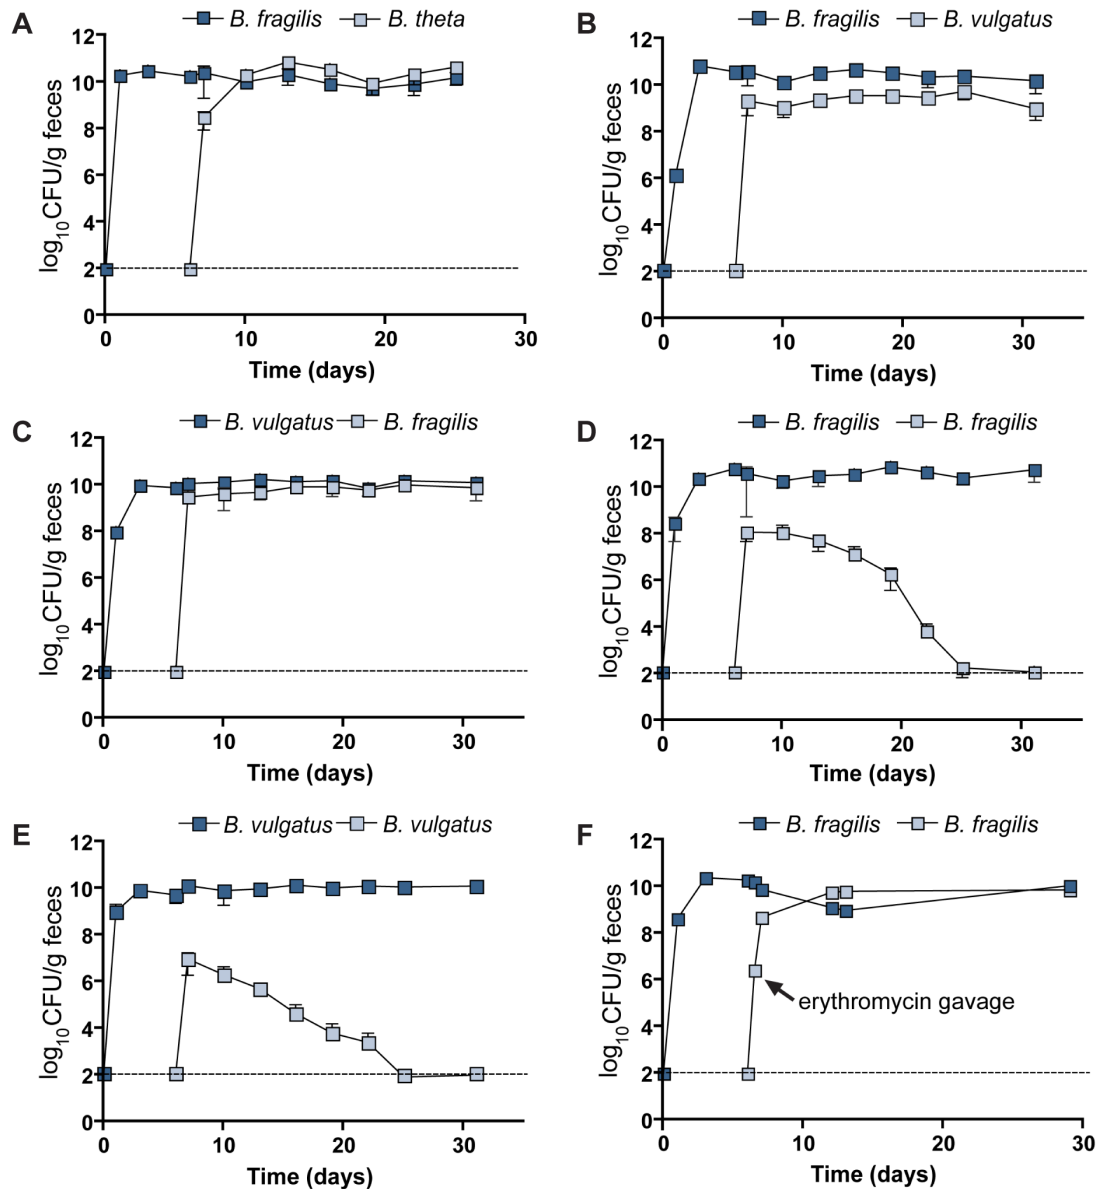 A
B. fragilis B. theta
12
10
8
6
4
2
0
log10CFU/g feces
0 10 20 30
Time (days)
B
B. fragilis B. vulgatus
12
10
8
6
4
2
0
log10CFU/g feces
0 10 20 30
Time (days)
C
B. vulgatus B. fragilis
12
10
8
6
4
2
0
log10CFU/g feces
0 10 20 30
Time (days)
D
B. fragilis B. fragilis
12
10
8
6
4
2
0
log10CFU/g feces
0 10 20 30
Time (days)
E
B. vulgatus B. vulgatus
12
10
8
6
4
2
0
log10CFU/g feces
0 10 20 30
Time (days)
F
B. fragilis B. fragilis
12
10
8
6
4
2
0
log10CFU/g feces
erythromycin gavage
0 10 20 30
Time (days)